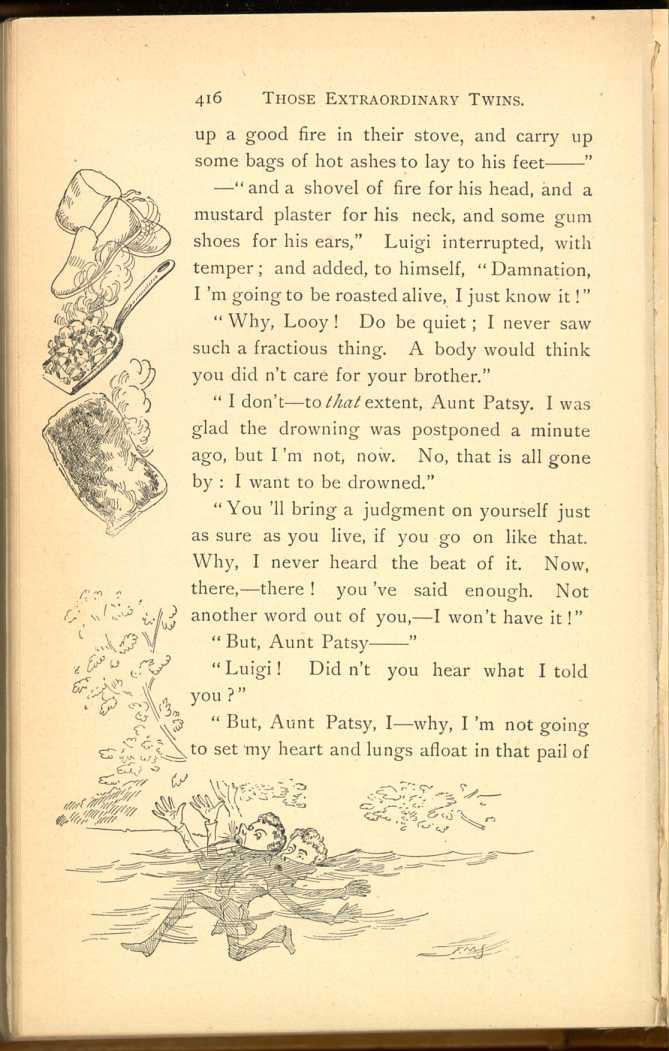 416 THOSE EXTRAORDINARY TWINS.
up a good fire in their stove, and carry up
some bags of hot ashes to lay to his feet——”
—“ and a shovel of fire for his head, and a
mustard plaster for his neck, and some gum
shoes for his ears,” Luigi interrupted, with
temper ; and added, to himself, “ Damnation,
I 'm going to be roasted alive, I just know it !”
“ Why, Looy ! Do be quiet ; I never saw
such a fractious thing. A body would think
you did n't care for your brother.”
“ I don't—to that extent, Aunt Patsy. I was
glad the drowning was postponed a minute
ago, but I 'm not, now. No, that is all gone
by : I want to be drowned.”
“ You 'll bring a judgment on yourself just
as sure as you live, if you go on like that.
Why, I never heard the beat of it. Now,
there,—there ! you 've said enough. Not
another word out of you,—I won't have it !”
“ But, Aunt Patsy——”
“ Luigi ! Did n't you hear what I told
you ?”
“ But, Aunt Patsy, I—why, I 'm not going
to set my heart and lungs afloat in that pail of